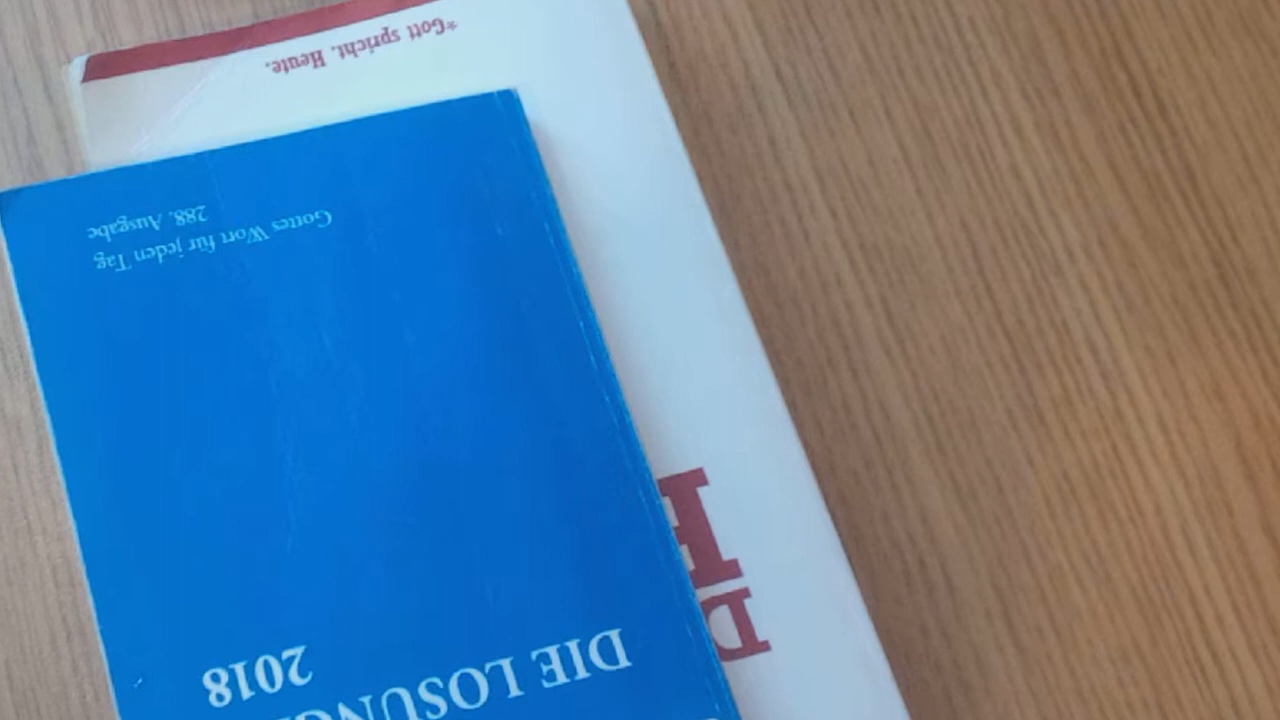 DIE LOSUNG
2018
Gottes Wort für jeden Tag
288. Ausgabe
*Gott spricht. Heute.